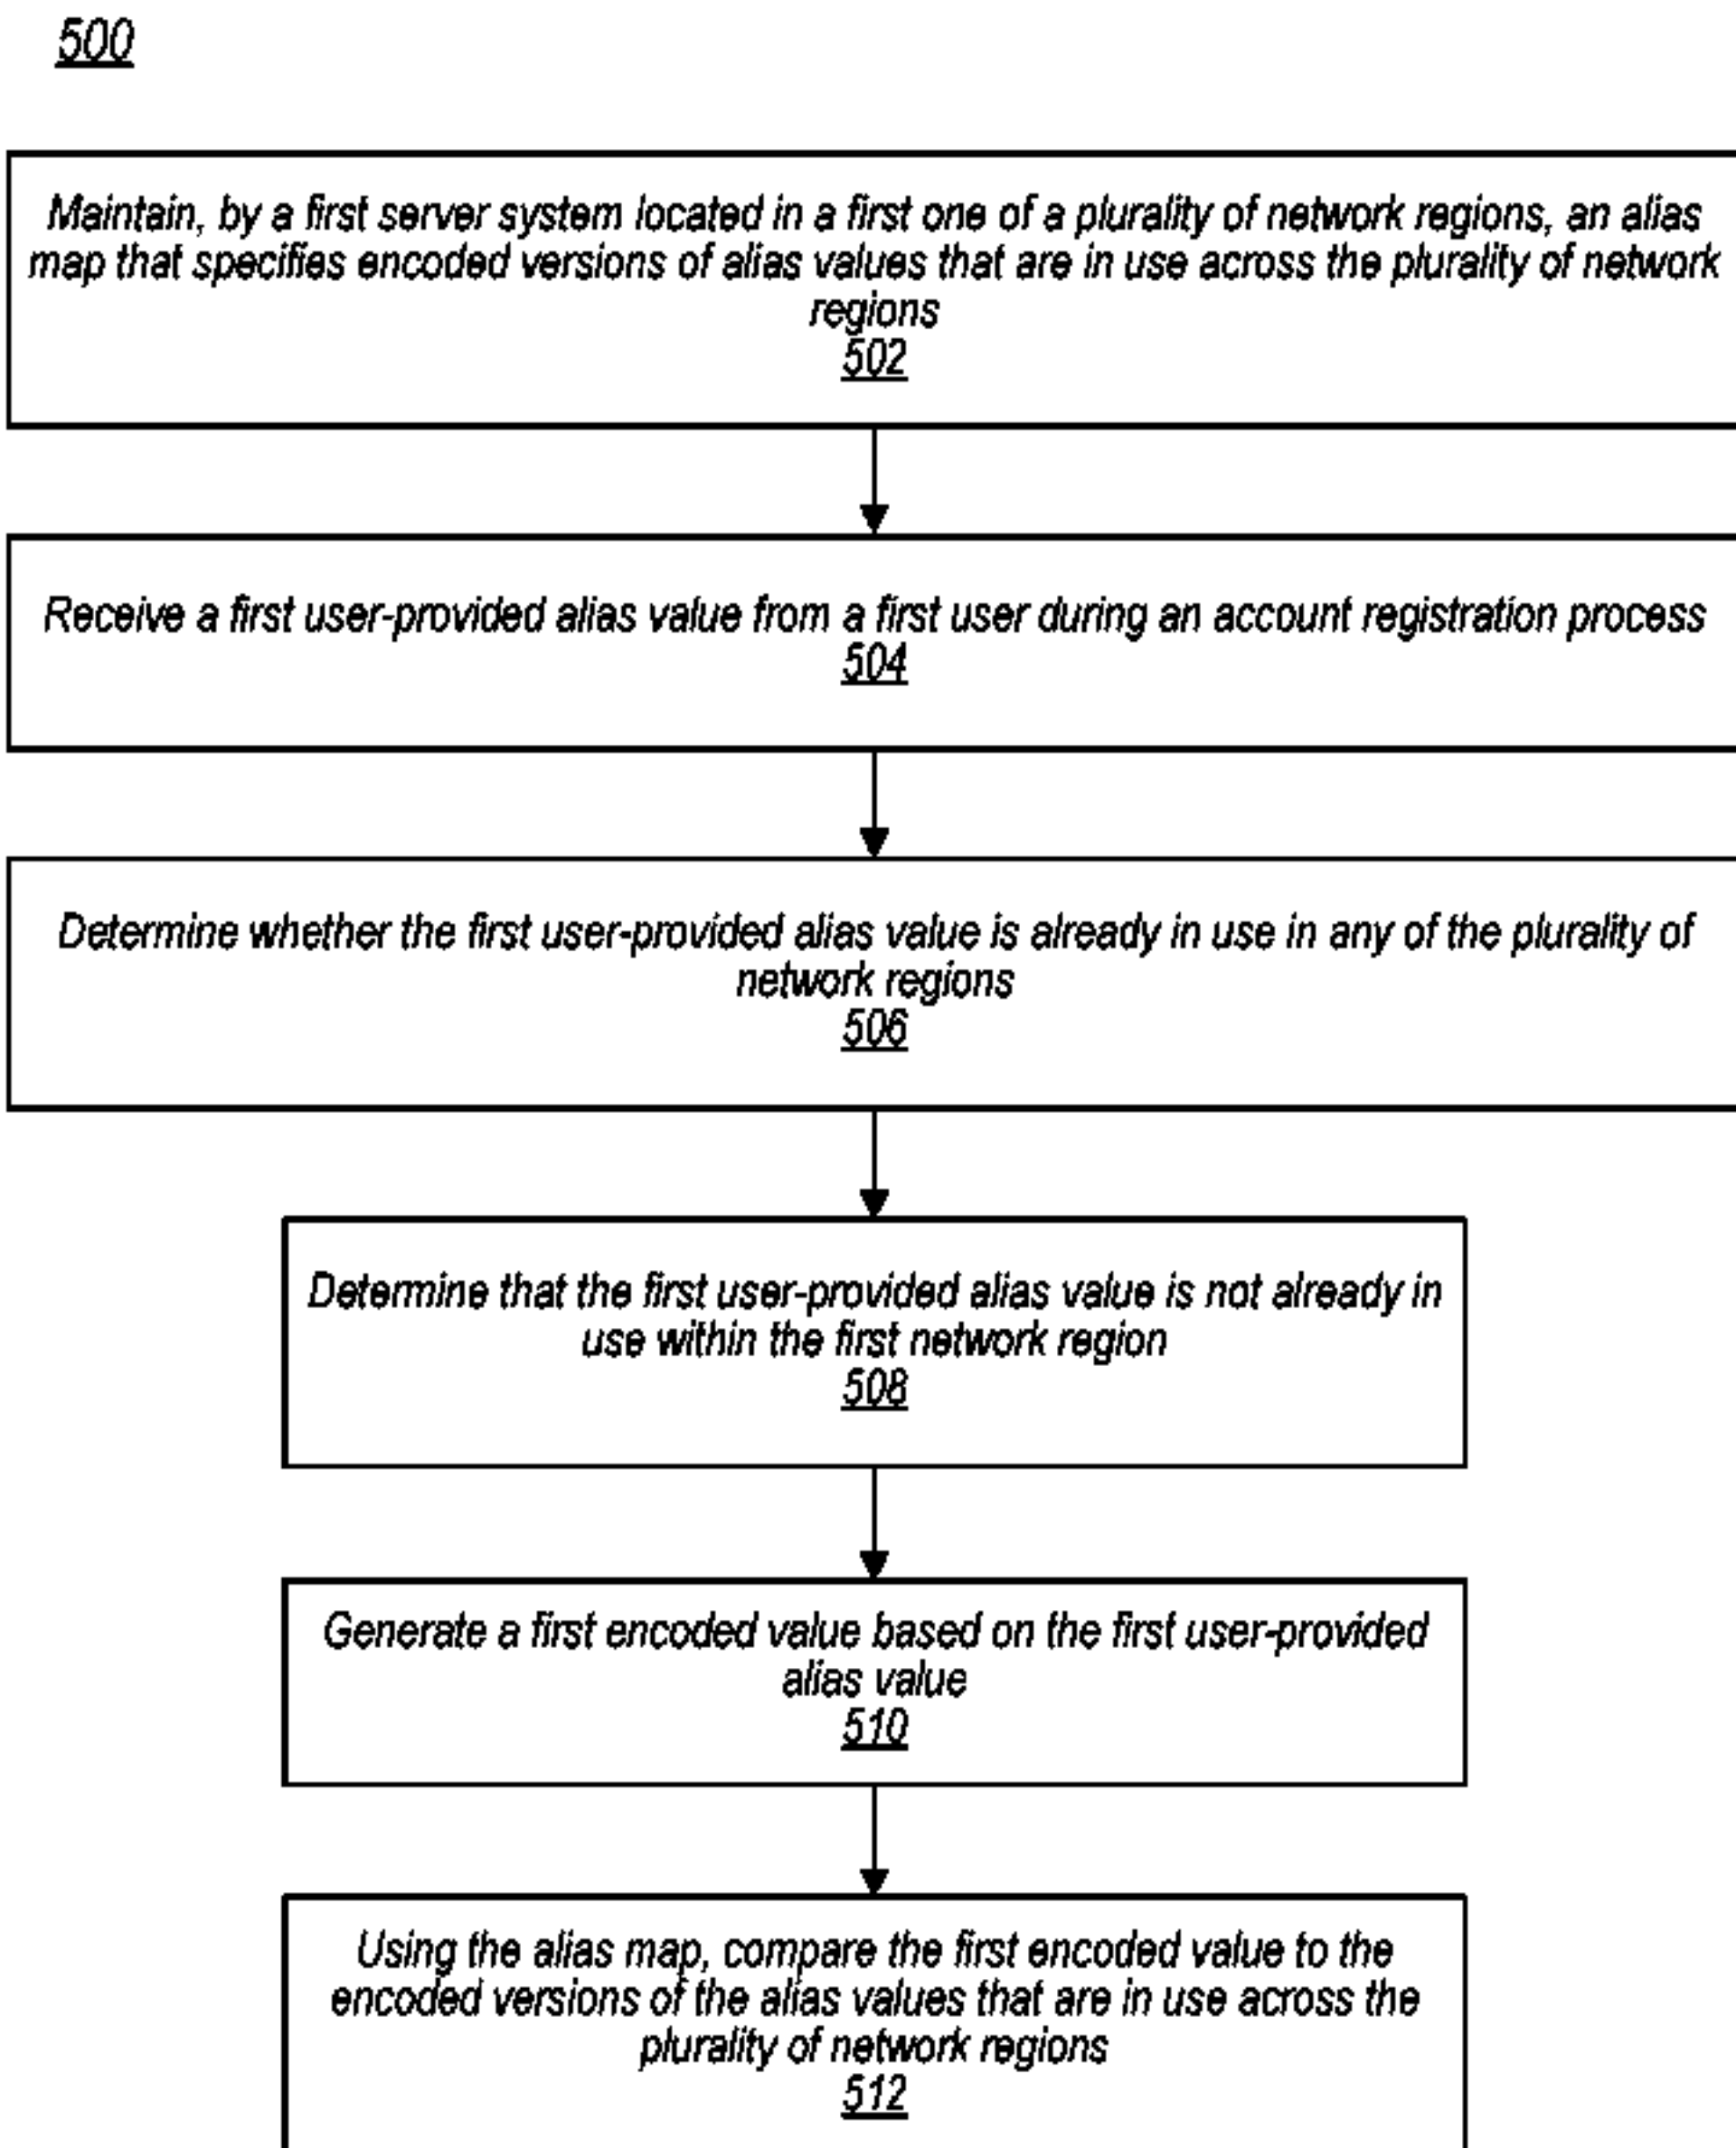 500
Maintain, by a first server system located in a first one of a plurality of network regions, an alias
map that specifies encoded versions of alias values that are in use across the plurality of network
regions
502
Receive a first user-provided alias value from a first user during an account registration process
504
Determine whether the first user-provided alias value is already in use in any of the plurality of
network regions
506
Determine that the first user-provided alias value is not already in
use within the first network region
508
Generate a first encoded value based on the first user-provided
alias value
510
Using the alias map, compare the first encoded value to the
encoded versions of the alias values that are in use across the
plurality of network regions
512